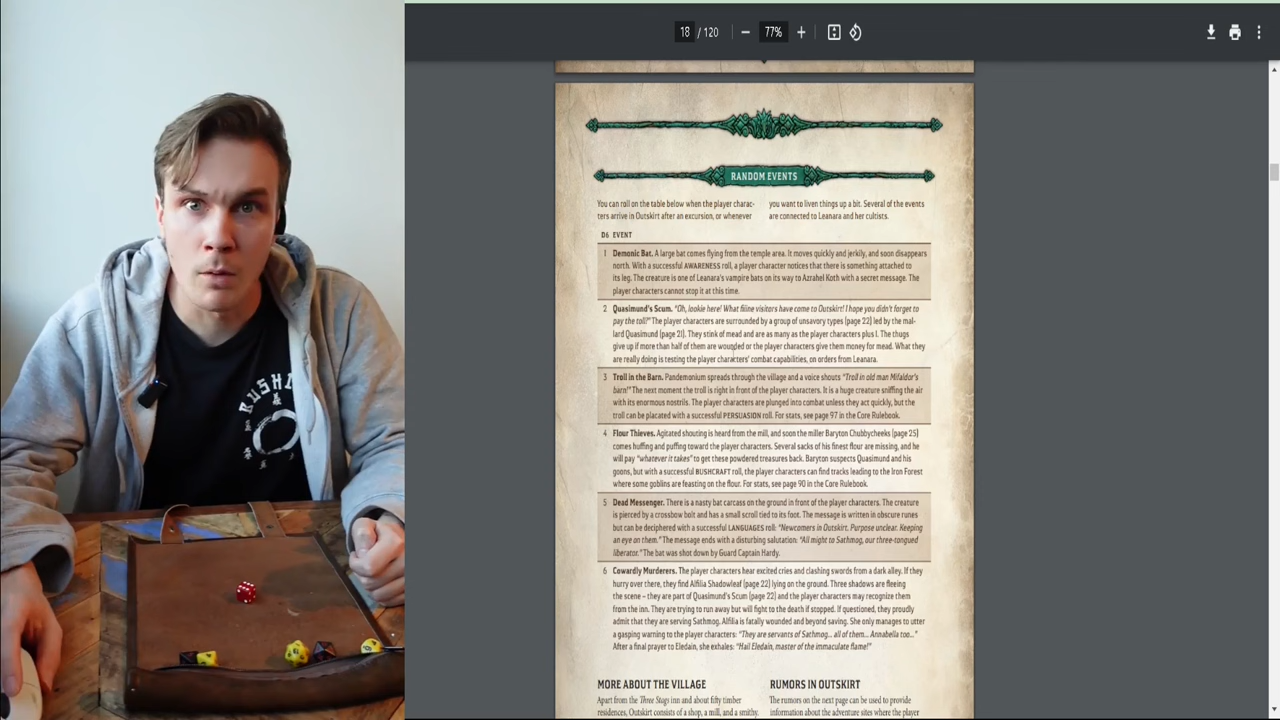 18 / 120
77%
RANDOM EVENTS
You can roll on the table below when the player charac-
ters arrive in Outskirt after an excursion, or whenever
you want to liven things up a bit. Several of the events
are connected to Leanara and her cultists.
D6 EVENT
1 Demonic Bat. A large bat comes flying from the temple area. It moves quickly and jerkily, and soon disappears
north. With a successful AWARENESS roll, a player character notices that there is something attached to
its leg. The creature is one of Leanara's vampire bats on its way to Azrahel Koth with a secret message. The
player characters cannot stop it at this time.
2 Quasimund's Scum. "Oh, lookie here! What fiiine visitors have come to Outskirt! I hope you didn't forget to
pay the toll!" The player characters are surrounded by a group of unsavory types (page 22) led by the mal-
lard Quasimund (page 21). They stink of mead and are as many as the player characters plus 1. The thugs
give up if more than half of them are wounded or the player characters give them money for mead. What they
are really doing is testing the player characters' combat capabilities, on orders from Leanara.
3 Troll in the Barn. Pandemonium spreads through the village and a voice shouts "Troll in old man Mifaldor's
barn!" The next moment the troll is right in front of the player characters. It is a huge creature sniffing the air
with its enormous nostrils. The player characters are plunged into combat unless they act quickly, but the
troll can be placated with a successful PERSUASION roll. For stats, see page 97 in the Core Rulebook.
4 Flour Thieves. Agitated shouting is heard from the mill, and soon the miller Baryton Chubbycheeks (page 25)
comes huffing and puffing toward the player characters. Several sacks of his finest flour are missing, and he
will pay "whatever it takes" to get these powdered treasures back. Baryton suspects Quasimund and his
goons, but with a successful BUSHCRAFT roll, the player characters can find tracks leading to the Iron Forest
where some goblins are feasting on the flour. For stats, see page 90 in the Core Rulebook.
5 Dead Messenger. There is a nasty bat carcass on the ground in front of the player characters. The creature
is pierced by a crossbow bolt and has a small scroll tied to its foot. The message is written in obscure runes
but can be deciphered with a successful LANGUAGES roll: "Newcomers in Outskirt. Purpose unclear. Keeping
an eye on them." The message ends with a disturbing salutation: "All might to Sathmog, our three-tongued
liberator." The bat was shot down by Guard Captain Hardy.
6 Cowardly Murderers. The player characters hear excited cries and clashing swords from a dark alley. If they
hurry over there, they find Alfilia Shadowleaf (page 22) lying on the ground. Three shadows are fleeing
the scene – they are part of Quasimund's Scum (page 22) and the player characters may recognize them
from the inn. They are trying to run away but will fight to the death if stopped. If questioned, they proudly
admit that they are serving Sathmog. Alfilia is fatally wounded and beyond saving. She only manages to utter
a gasping warning to the player characters: "They are servants of Sathmog... all of them... Annabella too..."
After a final prayer to Eledain, she exhales: "Hail Eledain, master of the immaculate flame!"
MORE ABOUT THE VILLAGE
Apart from the Three Stags inn and about fifty timber
residences, Outskirt consists of a shop, a mill, and a smithy.
RUMORS IN OUTSKIRT
The rumors on the next page can be used to provide
information about the adventure sites where the player